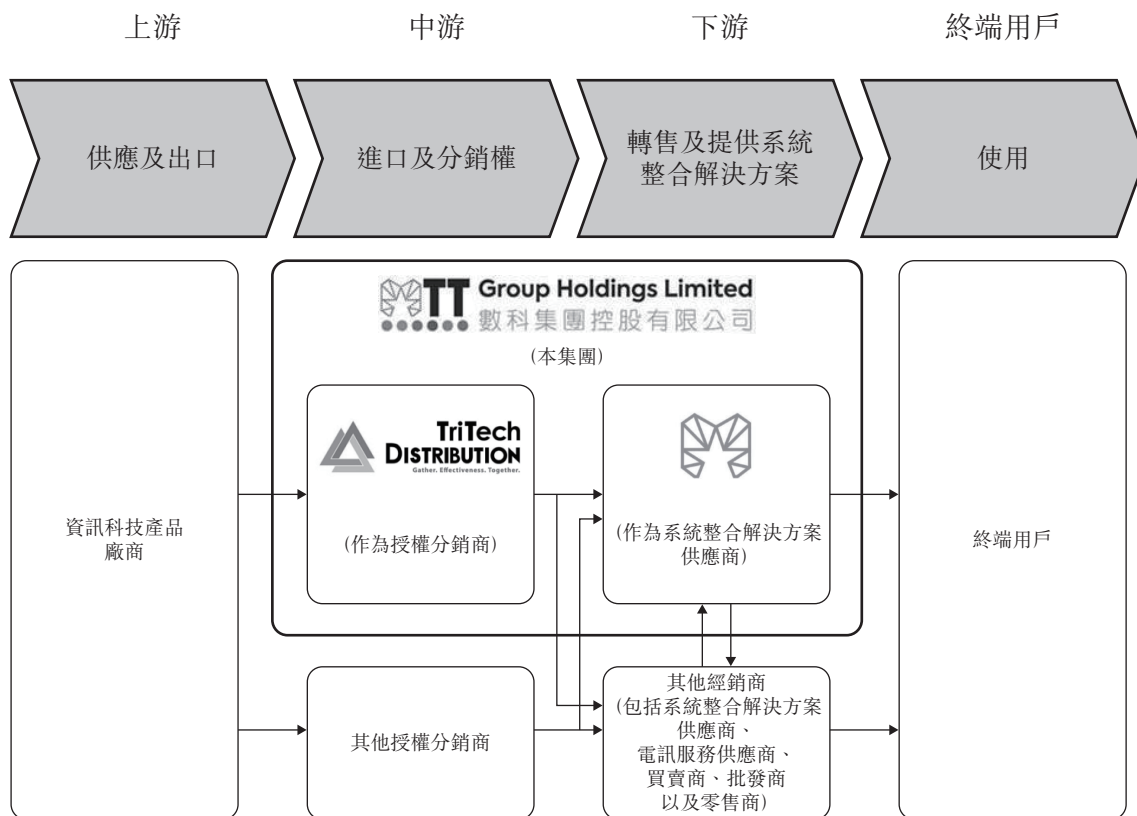 上游
中游
下游
終端用戶
供應及出口
進口及分銷權
轉售及提供系統
整合解決方案
使用
TT Group Holdings Limited
數科集團控股有限公司
(本集團)
資訊科技產品
廠商
TriTech
DISTRIBUTION
Gather. Effectiveness. Together.
(作為授權分銷商)
(作為系統整合解決方案
供應商)
終端用戶
其他授權分銷商
其他經銷商
(包括系統整合解決方案
供應商、
電訊服務供應商、
買賣商、批發商
以及零售商)